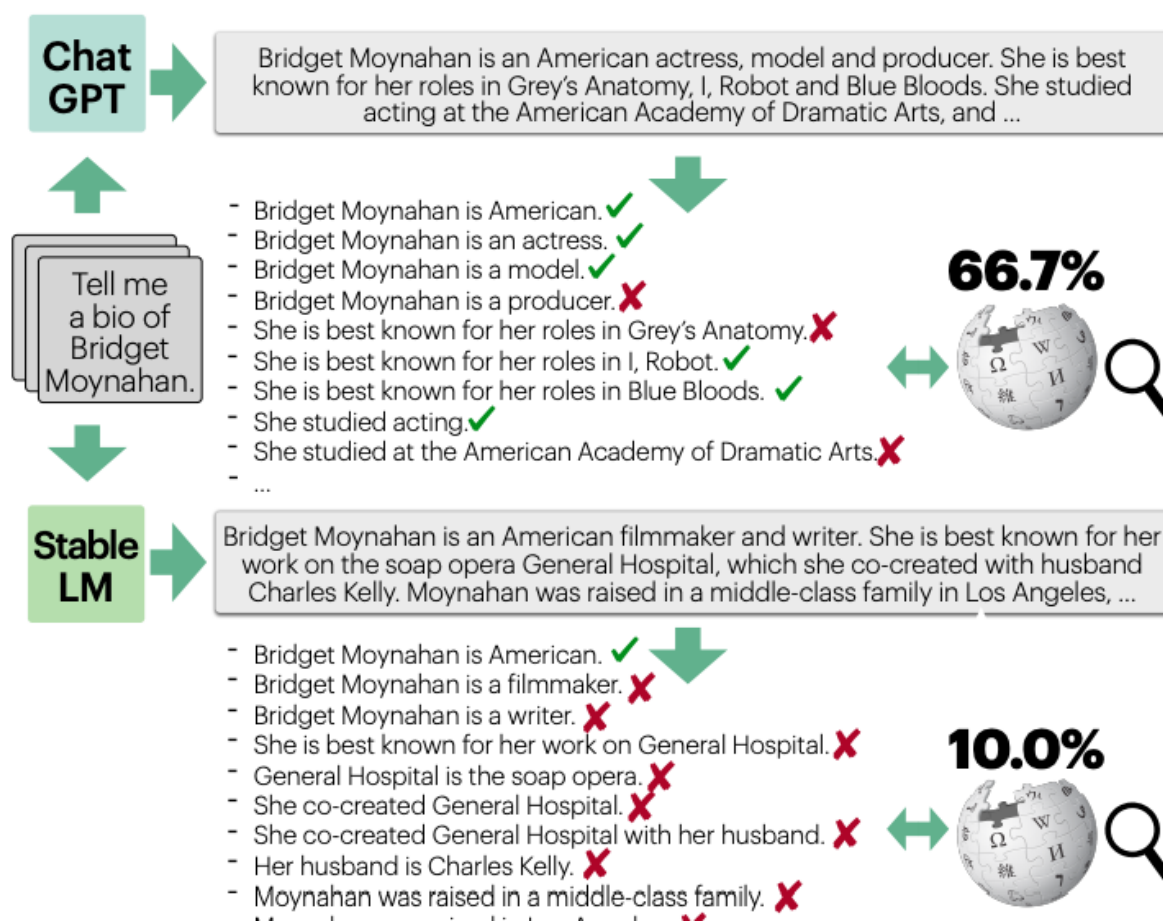 Chat
GPT
Bridget Moynahan is an American actress, model and producer. She is best
known for her roles in Grey's Anatomy, I, Robot and Blue Bloods. She studied
acting at the American Academy of Dramatic Arts, and ...
Tell me
a bio of
Bridget
Moynahan.
- Bridget Moynahan is American. ✓
- Bridget Moynahan is an actress. ✓
- Bridget Moynahan is a model. ✓
- Bridget Moynahan is a producer. ✘
- She is best known for her roles in Grey's Anatomy. ✘
- She is best known for her roles in I, Robot. ✓
- She is best known for her roles in Blue Bloods. ✓
- She studied acting. ✓
- She studied at the American Academy of Dramatic Arts. ✘
- ...
66.7%
Stable
LM
Bridget Moynahan is an American filmmaker and writer. She is best known for her
work on the soap opera General Hospital, which she co-created with husband
Charles Kelly. Moynahan was raised in a middle-class family in Los Angeles, ...
- Bridget Moynahan is American. ✓
- Bridget Moynahan is a filmmaker. ✘
- Bridget Moynahan is a writer. ✘
- She is best known for her work on General Hospital. ✘
- General Hospital is the soap opera. ✘
- She co-created General Hospital. ✘
- She co-created General Hospital with her husband. ✘
- Her husband is Charles Kelly. ✘
- Moynahan was raised in a middle-class family. ✘
10.0%